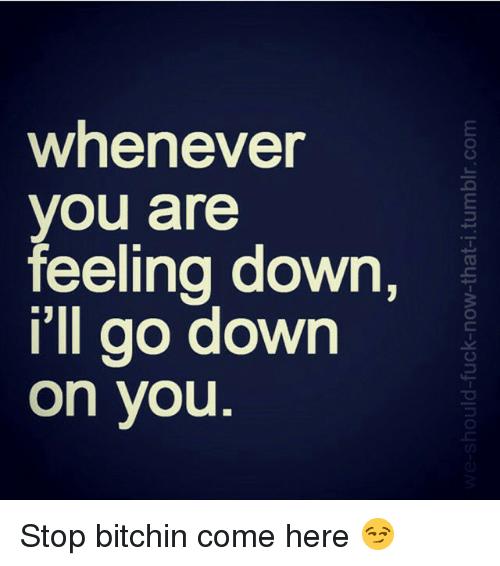 whenever
you are
feeling down,
i'll go down
on you.
we-should-fuck-now-that-i.tumblr.com
Stop bitchin come here 😏